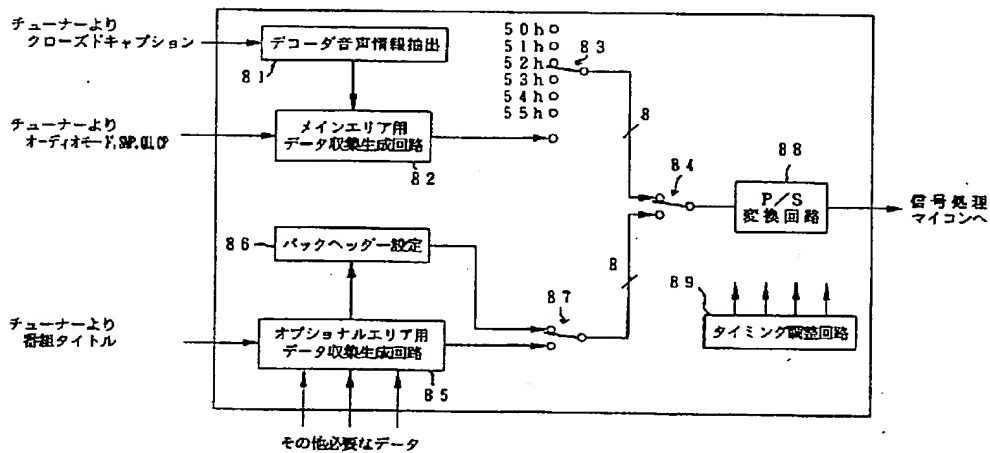 チューナーより
クローズドキャプション
デコーダ音声情報抽出
81
50h
51h
52h
53h
54h
55h
83
チューナーより
オーディオモード,SAP,QU,CP
メインエリア用
データ収集生成回路
82
8
84
88
P/S
変換回路
信号処理
マイコンへ
86
パックヘッダー設定
8
87
89
タイミング調整回路
チューナーより
番組タイトル
オプショナルエリア用
データ収集生成回路
85
その他必要なデータ